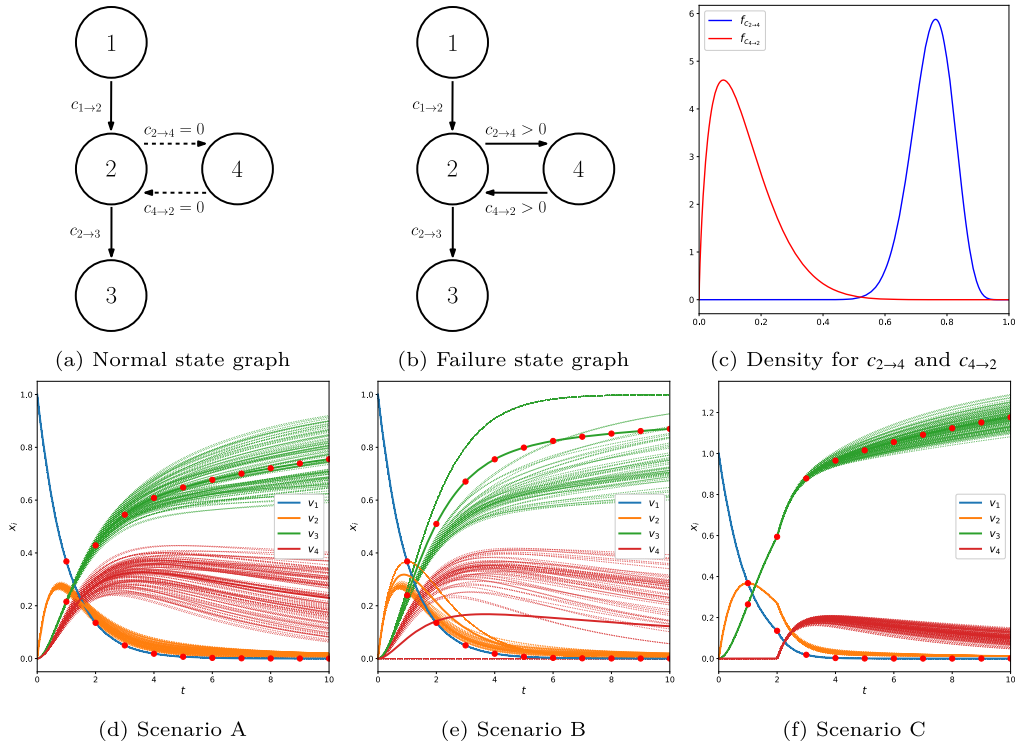 1
c1→2
2
c2→4 = 0
4
c4→2 = 0
c2→3
3
(a) Normal state graph
1
c1→2
2
c2→4 > 0
4
c4→2 > 0
c2→3
3
(b) Failure state graph
fc2→4
fc4→2
6
5
4
3
2
1
0
0.0 0.2 0.4 0.6 0.8 1.0
(c) Density for c2→4 and c4→2
1.0
0.8
0.6
0.4
0.2
0.0
xi
v1
v2
v3
v4
0 2 4 6 8 10
t
(d) Scenario A
1.0
0.8
0.6
0.4
0.2
0.0
xi
v1
v2
v3
v4
0 2 4 6 8 10
t
(e) Scenario B
1.2
1.0
0.8
0.6
0.4
0.2
0.0
xi
v1
v2
v3
v4
0 2 4 6 8 10
t
(f) Scenario C